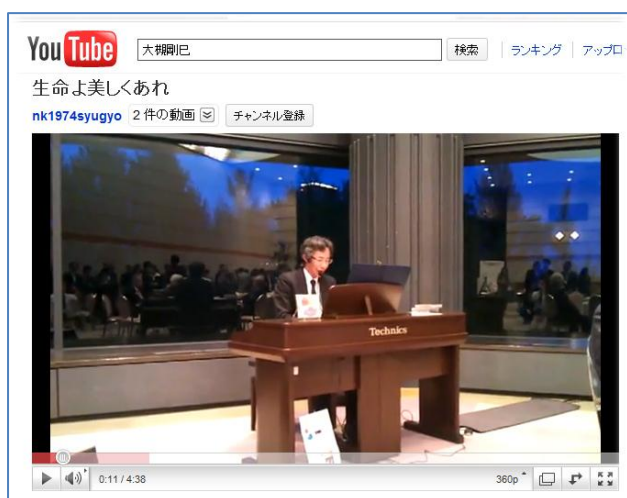 YouTube 大棚剛巳 検索 ランキング アップロ
生命よ美しくあれ
nk1974syugyo 2 件の動画 チャンネル登録
Technics
0:11 / 4:38 360p